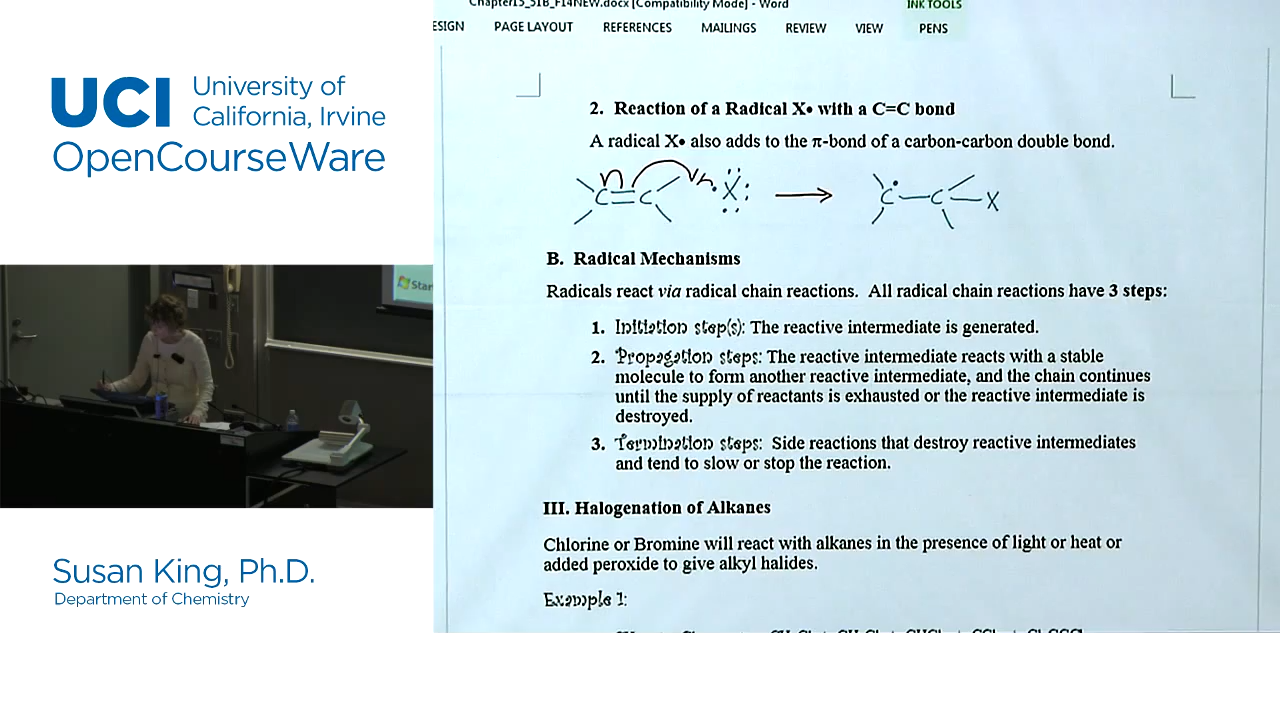 Chapter15_51B_F14NEW.docx [Compatibility Mode] - Word
INK TOOLS
ESIGN PAGE LAYOUT REFERENCES MAILINGS REVIEW VIEW PENS
UCI University of California, Irvine
OpenCourseWare
2. Reaction of a Radical X• with a C=C bond
A radical X• also adds to the π-bond of a carbon-carbon double bond.
C=C · X → C—C—X
B. Radical Mechanisms
Radicals react via radical chain reactions. All radical chain reactions have 3 steps:
1. Initiation step(s): The reactive intermediate is generated.
2. Propagation steps: The reactive intermediate reacts with a stable
molecule to form another reactive intermediate, and the chain continues
until the supply of reactants is exhausted or the reactive intermediate is
destroyed.
3. Termination steps: Side reactions that destroy reactive intermediates
and tend to slow or stop the reaction.
III. Halogenation of Alkanes
Chlorine or Bromine will react with alkanes in the presence of light or heat or
added peroxide to give alkyl halides.
Example 1:
Star
Susan King, Ph.D.
Department of Chemistry